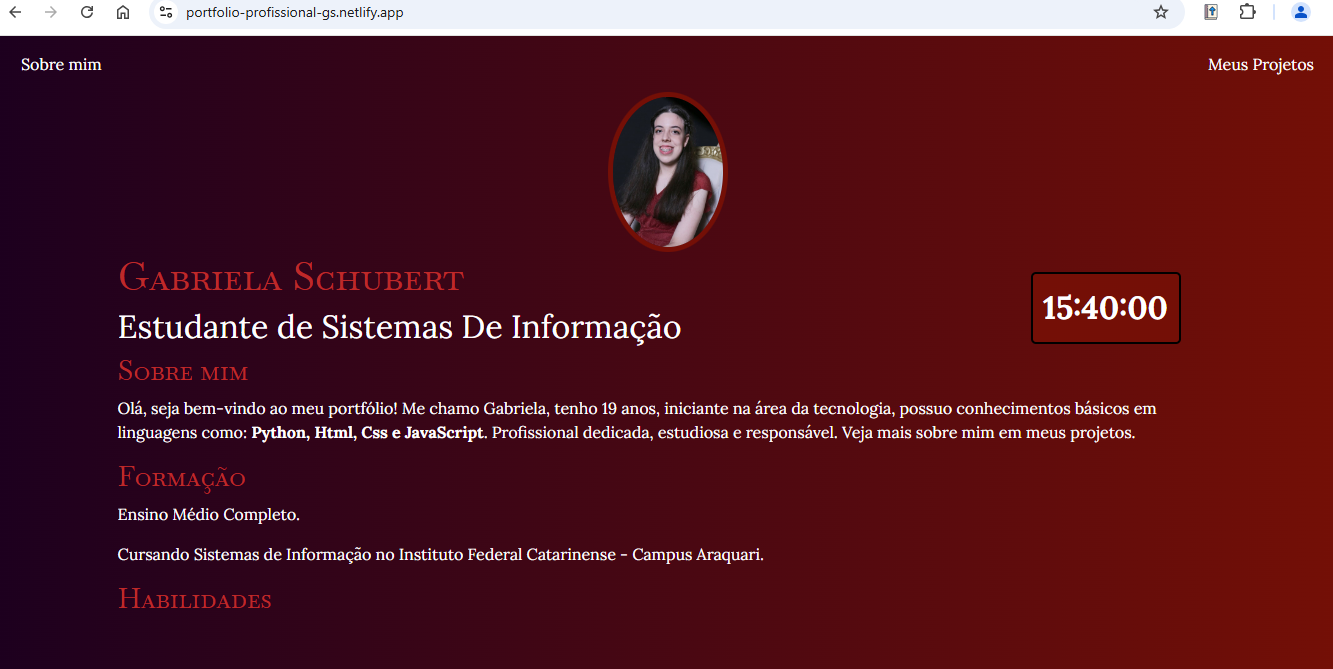 portfolio-profissional-gs.netlify.app
Sobre mim
Meus Projetos
Gabriela Schubert
15:40:00
Estudante de Sistemas De Informação
Sobre mim
Olá, seja bem-vindo ao meu portfólio! Me chamo Gabriela, tenho 19 anos, iniciante na área da tecnologia, possuo conhecimentos básicos em
linguagens como: Python, Html, Css e JavaScript. Profissional dedicada, estudiosa e responsável. Veja mais sobre mim em meus projetos.
Formação
Ensino Médio Completo.
Cursando Sistemas de Informação no Instituto Federal Catarinense - Campus Araquari.
Habilidades